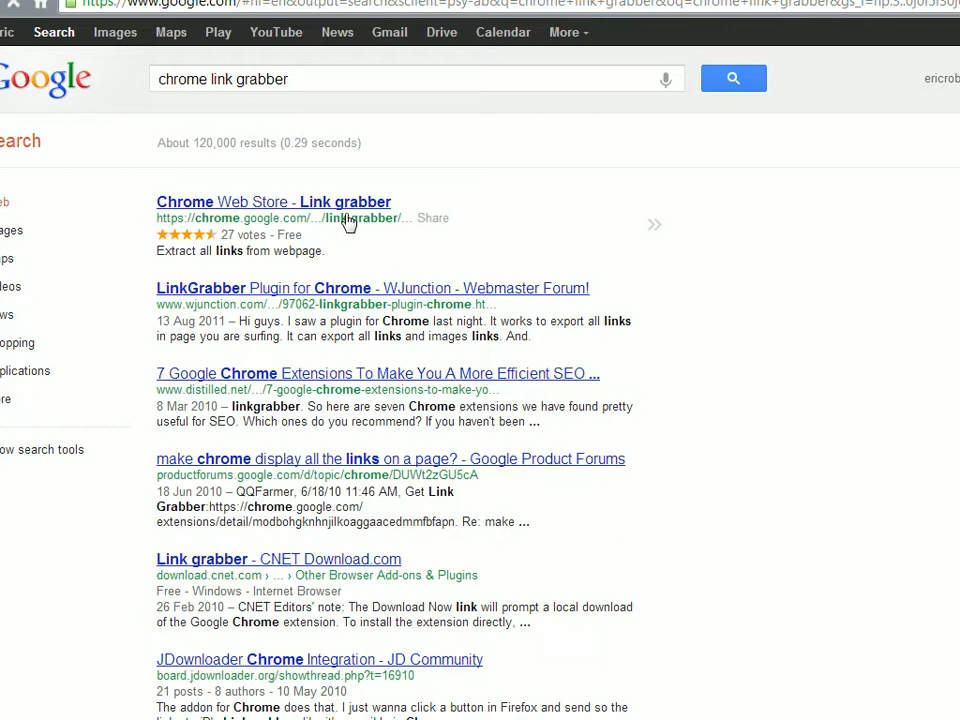 ric Search Images Maps Play YouTube News Gmail Drive Calendar More
Google
chrome link grabber
ericrob
earch
About 120,000 results (0.29 seconds)
eb
ages
ps
deos
ws
opping
plications
re
ow search tools
Chrome Web Store - Link grabber
https://chrome.google.com/.../linkgrabber/... Share
27 votes - Free
Extract all links from webpage.
LinkGrabber Plugin for Chrome - WJunction - Webmaster Forum!
www.wjunction.com/.../97062-linkgrabber-plugin-chrome.ht...
13 Aug 2011 – Hi guys. I saw a plugin for Chrome last night. It works to export all links
in page you are surfing. It can export all links and images links. And.
7 Google Chrome Extensions To Make You A More Efficient SEO ...
www.distilled.net/.../7-google-chrome-extensions-to-make-yo...
8 Mar 2010 – linkgrabber. So here are seven Chrome extensions we have found pretty
useful for SEO. Which ones do you recommend? If you haven't been ...
make chrome display all the links on a page? - Google Product Forums
productforums.google.com/d/topic/chrome/DUWt2zGU5cA
18 Jun 2010 – QQFarmer, 6/18/10 11:46 AM, Get Link
Grabber:https://chrome.google.com/
extensions/detail/modbohgknhnjilkoaggaacedmmfbfapn. Re: make ...
Link grabber - CNET Download.com
download.cnet.com › ... › Other Browser Add-ons & Plugins
Free - Windows - Internet Browser
26 Feb 2010 – CNET Editors' note: The Download Now link will prompt a local download
of the Google Chrome extension. To install the extension directly, ...
JDownloader Chrome Integration - JD Community
board.jdownloader.org/showthread.php?t=16910
21 posts - 8 authors - 10 May 2010
The addon for Chrome does that. I just wanna click a button in Firefox and send so the